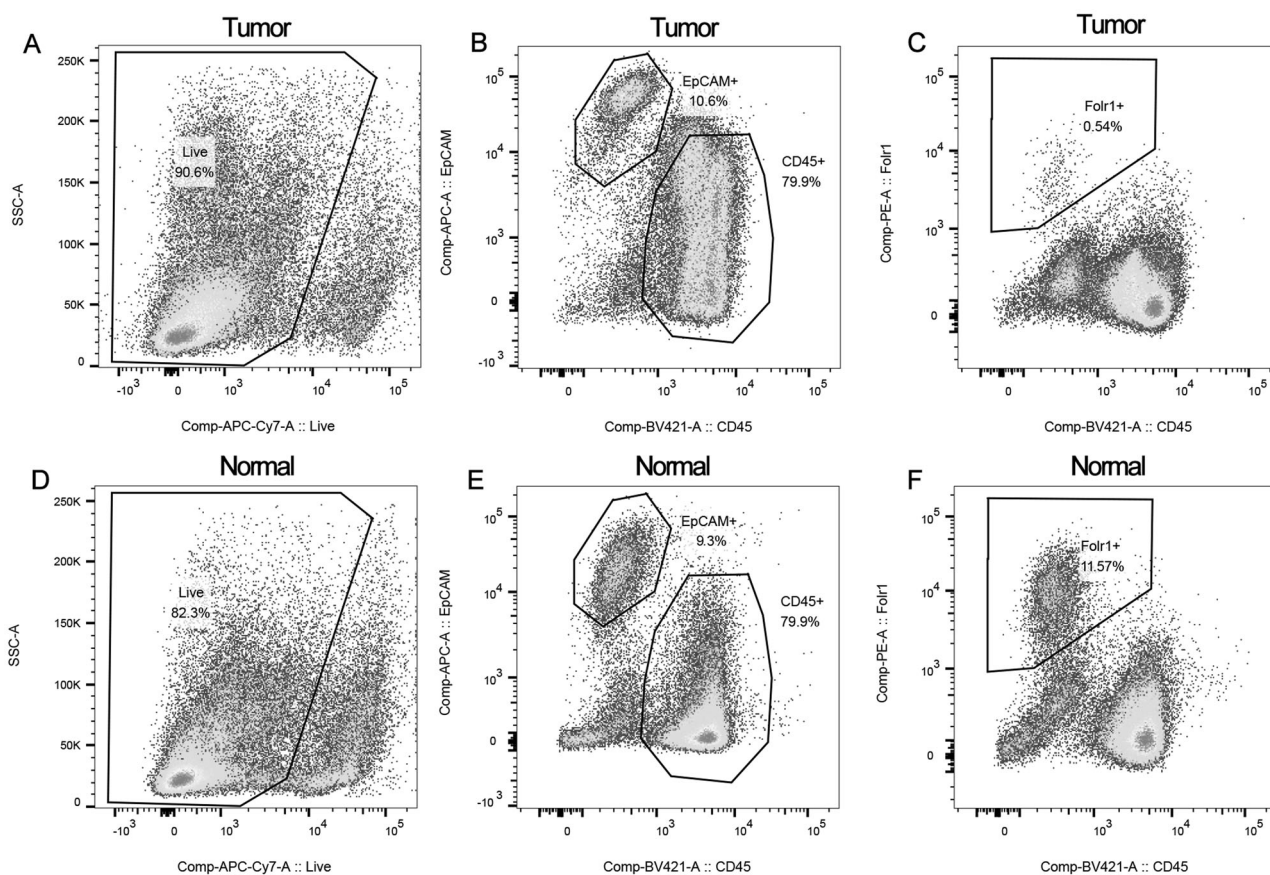 Tumor
Tumor
Tumor
A
B
C
250K
200K
150K
100K
50K
0
SSC-A
Live
90.6%
-10³
0
10³
10⁴
10⁵
Comp-APC-Cy7-A :: Live
10⁵
10⁴
10³
0
-10³
Comp-APC-A :: EpCAM
EpCAM+
10.6%
CD45+
79.9%
0
10³
10⁴
10⁵
Comp-BV421-A :: CD45
10⁵
10⁴
10³
0
Comp-PE-A :: Folr1
Folr1+
0.54%
0
10³
10⁴
10⁵
Comp-BV421-A :: CD45
Normal
Normal
Normal
D
E
F
250K
200K
150K
100K
50K
0
SSC-A
Live
82.3%
-10³
0
10³
10⁴
10⁵
Comp-APC-Cy7-A :: Live
10⁵
10⁴
10³
0
-10³
Comp-APC-A :: EpCAM
EpCAM+
9.3%
CD45+
79.9%
0
10³
10⁴
10⁵
Comp-BV421-A :: CD45
10⁵
10⁴
10³
0
Comp-PE-A :: Folr1
Folr1+
11.57%
0
10³
10⁴
10⁵
Comp-BV421-A :: CD45